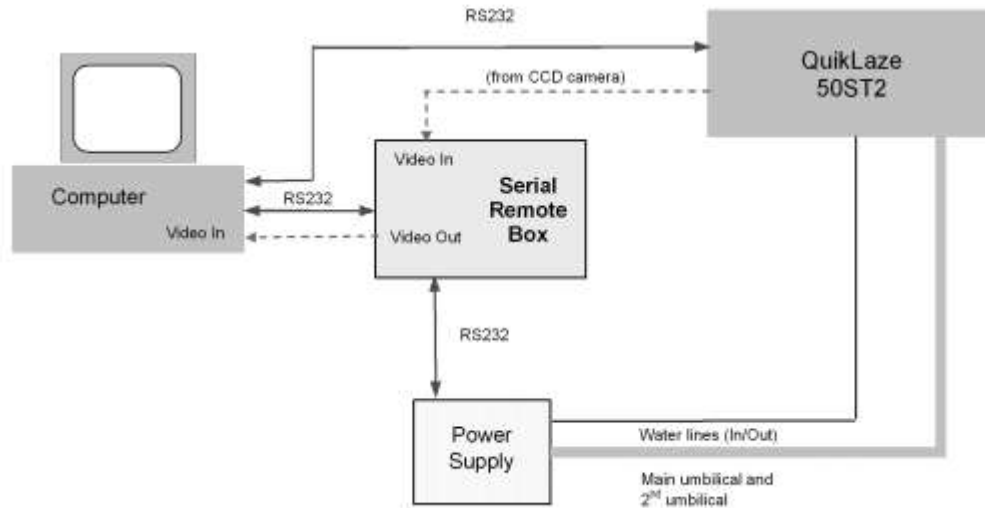 RS232
QuikLaze
50ST2
(from CCD camera)
Video In
Computer
RS232
Serial
Remote
Box
Video In
Video Out
RS232
Power
Supply
Water lines (In/Out)
Main umbilical and
2nd umbilical